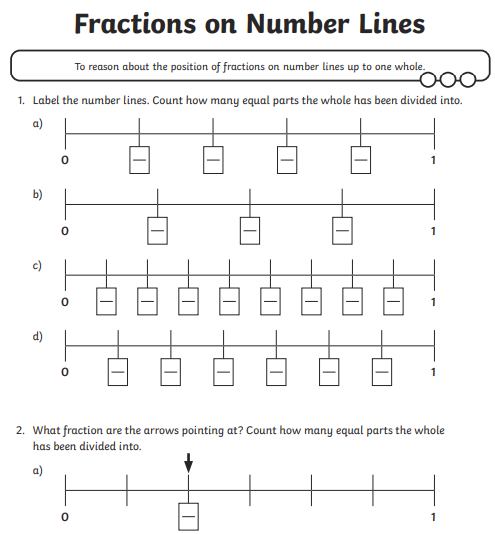 Fractions on Number Lines
To reason about the position of fractions on number lines up to one whole.
1. Label the number lines. Count how many equal parts the whole has been divided into.
a)
0 1
b)
0 1
c)
0 1
d)
0 1
2. What fraction are the arrows pointing at? Count how many equal parts the whole
has been divided into.
a)
0 1